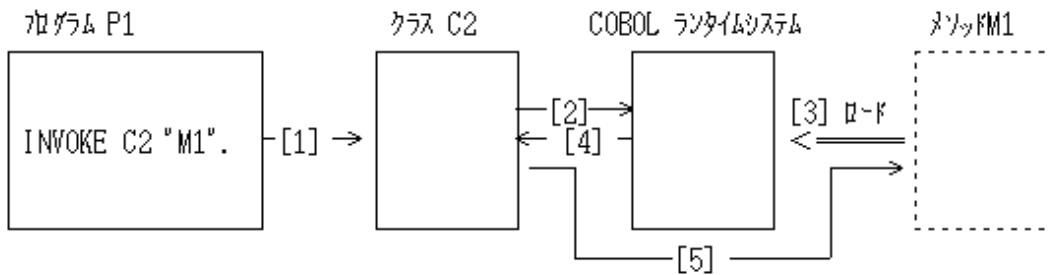 ﾌﾟﾛｸﾞﾗﾑ P1
ｸﾗｽ C2
COBOL ﾗﾝﾀｲﾑｼｽﾃﾑ
ﾒｿｯﾄﾞM1
INVOKE C2 "M1".
[1]
[2]
[3] ﾛｰﾄﾞ
[4]
[5]